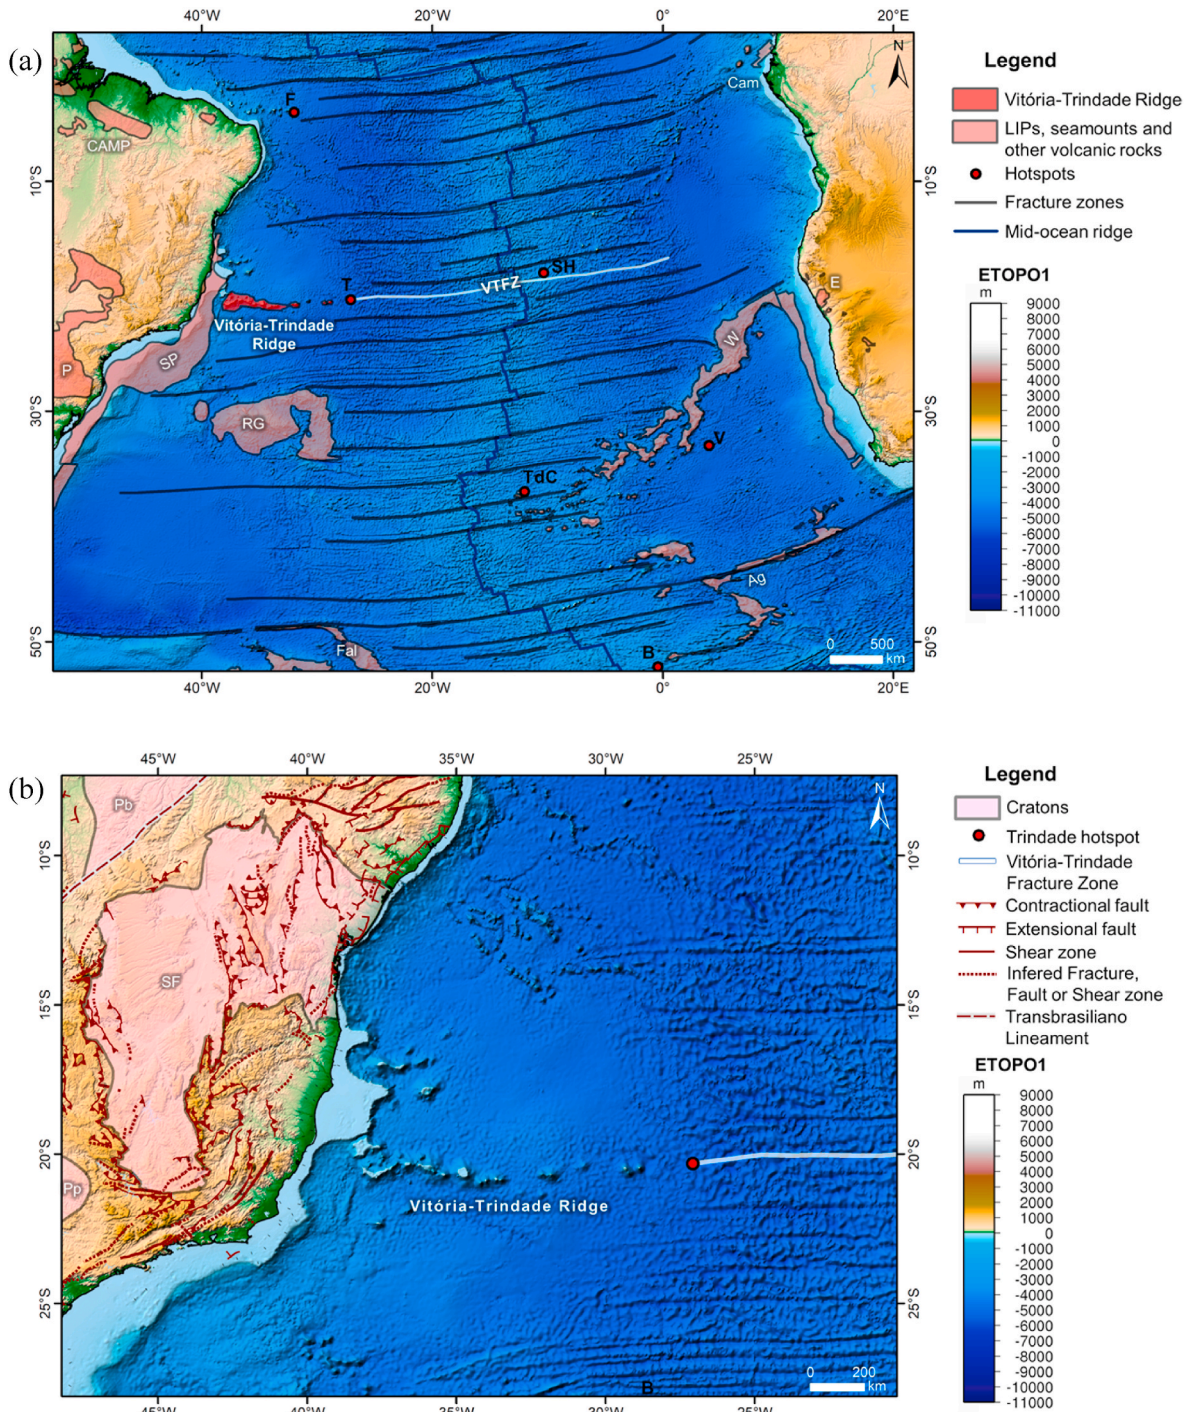 (a)
40°W 20°W 0° 20°E
10°S
30°S
50°S
10°S
30°S
50°S
N
Cam
F
CAMP
T
SH
VTFZ
Vitória-Trindade
Ridge
E
W
SP
P
RG
V
TdC
Ag
Fal
B
0 500
km
40°W 20°W 0° 20°E
Legend
Vitória-Trindade Ridge
LIPs, seamounts and
other volcanic rocks
Hotspots
Fracture zones
Mid-ocean ridge
ETOPO1
m
9000
8000
7000
6000
5000
4000
3000
2000
1000
0
-1000
-2000
-3000
-4000
-5000
-6000
-7000
-8000
-9000
-10000
-11000
(b)
45°W 40°W 35°W 30°W 25°W
10°S
15°S
20°S
25°S
10°S
15°S
20°S
25°S
N
Pb
SF
Pp
Vitória-Trindade Ridge
B
0 200
km
45°W 40°W 35°W 30°W 25°W
Legend
Cratons
Trindade hotspot
Vitória-Trindade
Fracture Zone
Contractional fault
Extensional fault
Shear zone
Infered Fracture,
Fault or Shear zone
Transbrasiliano
Lineament
ETOPO1
m
9000
8000
7000
6000
5000
4000
3000
2000
1000
0
-1000
-2000
-3000
-4000
-5000
-6000
-7000
-8000
-9000
-10000
-11000